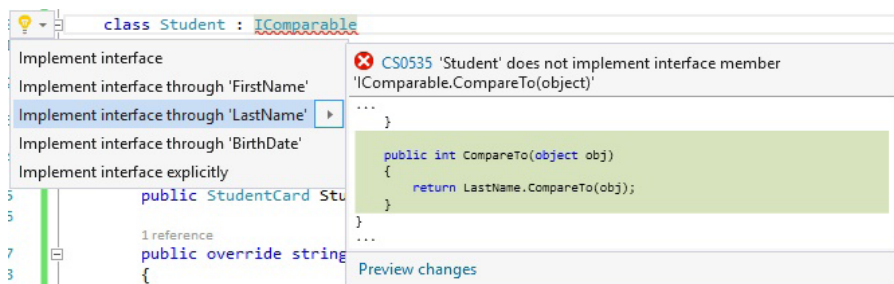 class Student : IComparable
Implement interface
Implement interface through 'FirstName'
Implement interface through 'LastName'
Implement interface through 'BirthDate'
Implement interface explicitly
CS0535 'Student' does not implement interface member
'IComparable.CompareTo(object)'
...
}
public int CompareTo(object obj)
{
return LastName.CompareTo(obj);
}
}
...
Preview changes
public StudentCard Stu
1 reference
public override string
{